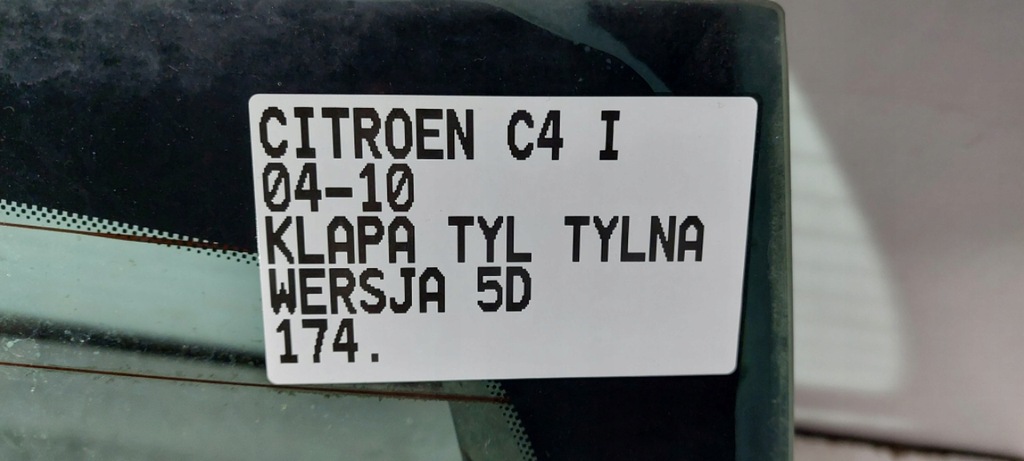 CITROEN C4 I
04-10
KLAPA TYL TYLNA
WERSJA 5D
174.